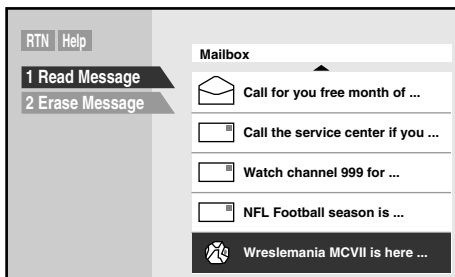 RTN Help
1 Read Message
2 Erase Message
Mailbox
Call for you free month of ...
Call the service center if you ...
Watch channel 999 for ...
NFL Football season is ...
Wreslemania MCVII is here ...